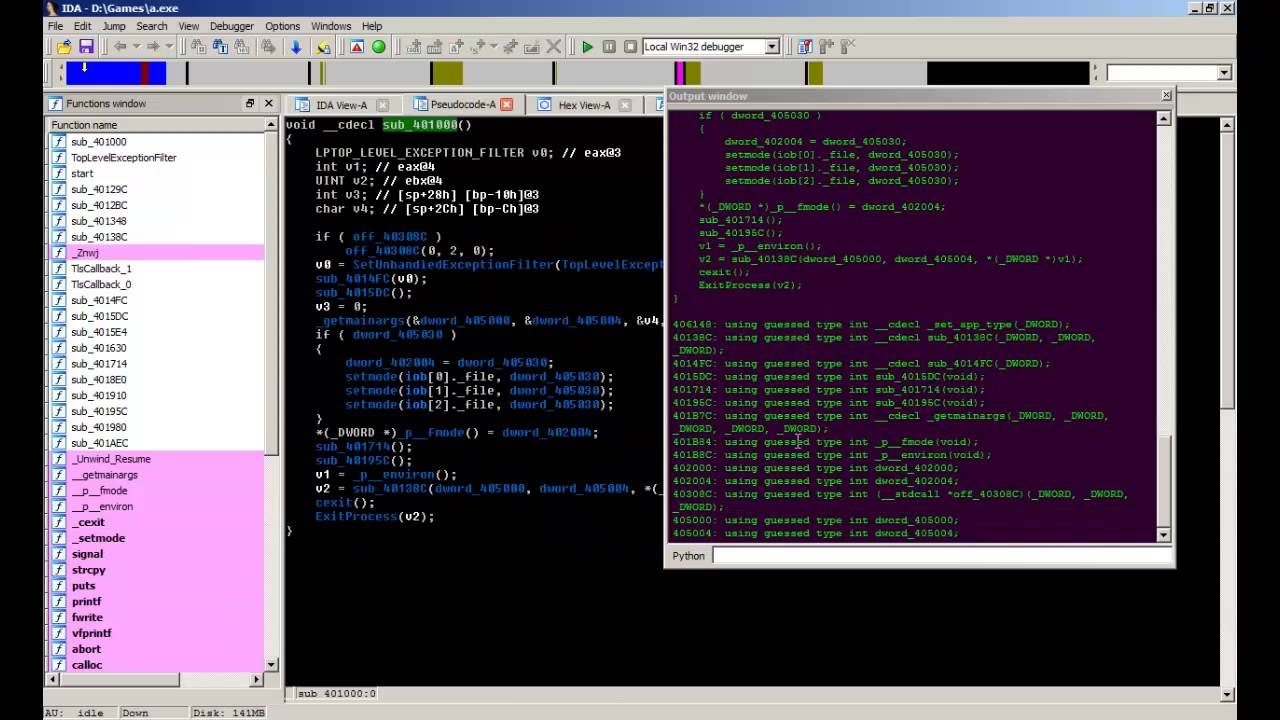 IDA - D:\Games\a.exe
File Edit Jump Search View Debugger Options Windows Help
Local Win32 debugger
Functions window
IDA View-A
Pseudocode-A
Hex View-A
Function name
sub_401000
TopLevelExceptionFilter
start
sub_40129C
sub_4012BC
sub_401348
sub_40138C
_Znwj
TlsCallback_1
TlsCallback_0
sub_4014FC
sub_4015DC
sub_4015E4
sub_401630
sub_401714
sub_4018E0
sub_401910
sub_40195C
sub_401980
sub_401AEC
_Unwind_Resume
__getmainargs
__p__fmode
__p__environ
_cexit
_setmode
signal
strcpy
puts
printf
fwrite
vfprintf
abort
calloc
void __cdecl sub_401000()
{
LPTOP_LEVEL_EXCEPTION_FILTER v0; // eax@3
int v1; // eax@4
UINT v2; // ebx@4
int v3; // [sp+28h] [bp-10h]@3
char v4; // [sp+2Ch] [bp-Ch]@3
if ( off_40308C )
off_40308C(0, 2, 0);
v0 = SetUnhandledExceptionFilter(TopLevelExcept
sub_4014FC(v0);
sub_4015DC();
v3 = 0;
_getmainargs(&dword_405000, &dword_405004, &v4,
if ( dword_405030 )
{
dword_402004 = dword_405030;
setmode(iob[0]._file, dword_405030);
setmode(iob[1]._file, dword_405030);
setmode(iob[2]._file, dword_405030);
}
*(_DWORD *)_p__fmode() = dword_402004;
sub_401714();
sub_40195C();
v1 = _p__environ();
v2 = sub_40138C(dword_405000, dword_405004, *(_
cexit();
ExitProcess(v2);
}
sub_401000:0
Output window
if ( dword_405030 )
{
dword_402004 = dword_405030;
setmode(iob[0]._file, dword_405030);
setmode(iob[1]._file, dword_405030);
setmode(iob[2]._file, dword_405030);
}
*(_DWORD *)_p__fmode() = dword_402004;
sub_401714();
sub_40195C();
v1 = _p__environ();
v2 = sub_40138C(dword_405000, dword_405004, *(_DWORD *)v1);
cexit();
ExitProcess(v2);
}
406148: using guessed type int __cdecl _set_app_type(_DWORD);
40138C: using guessed type int __cdecl sub_40138C(_DWORD, _DWORD,
_DWORD);
4014FC: using guessed type int __cdecl sub_4014FC(_DWORD);
4015DC: using guessed type int sub_4015DC(void);
401714: using guessed type int sub_401714(void);
40195C: using guessed type int sub_40195C(void);
401B7C: using guessed type int __cdecl _getmainargs(_DWORD, _DWORD,
_DWORD, _DWORD, _DWORD);
401B84: using guessed type int _p__fmode(void);
401B8C: using guessed type int _p__environ(void);
402000: using guessed type int dword_402000;
402004: using guessed type int dword_402004;
40308C: using guessed type int (__stdcall *off_40308C)(_DWORD, _DWORD,
_DWORD);
405000: using guessed type int dword_405000;
405004: using guessed type int dword_405004;
Python
AU: idle Down Disk: 141MB